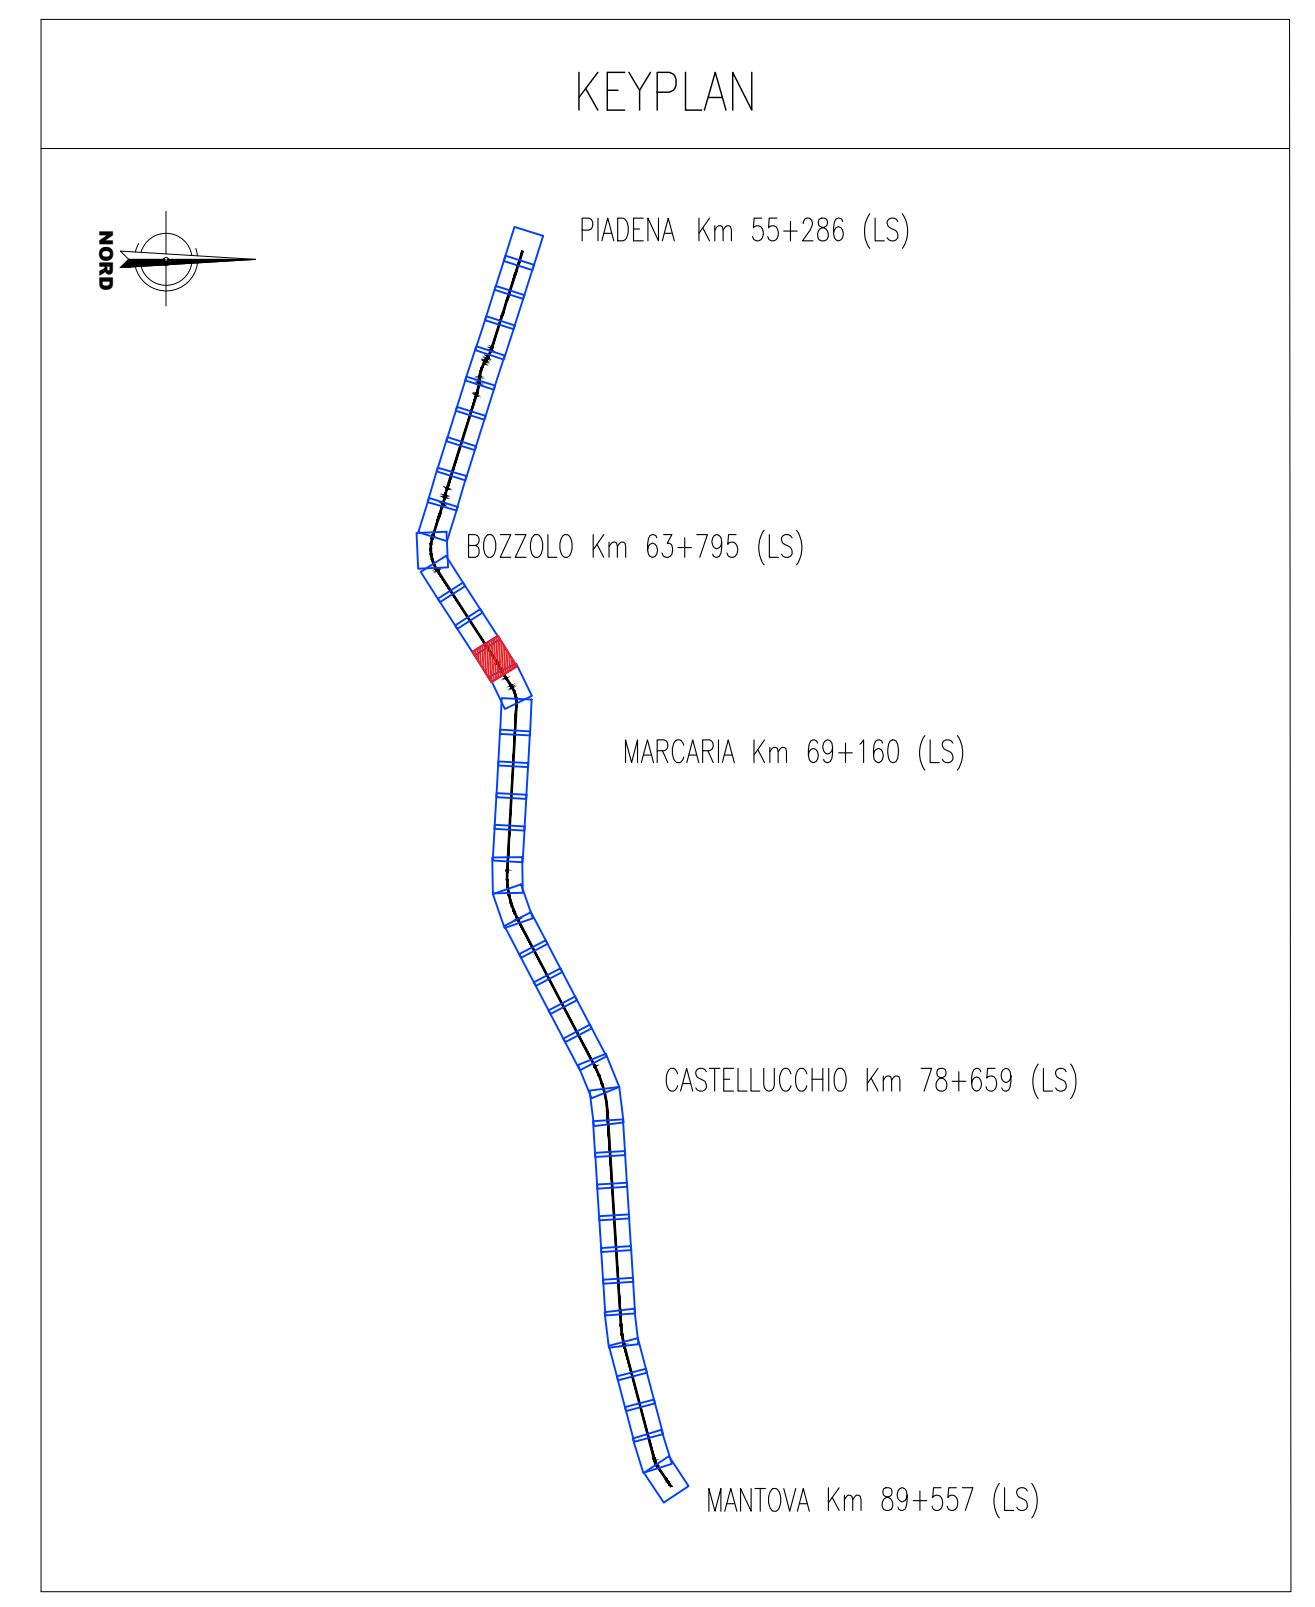 KEYPLAN
NORD
PIADENA Km 55+286 (LS)
BOZZOLO Km 63+795 (LS)
MARCARIA Km 69+160 (LS)
CASTELLUCCHIO Km 78+659 (LS)
MANTOVA Km 89+557 (LS)